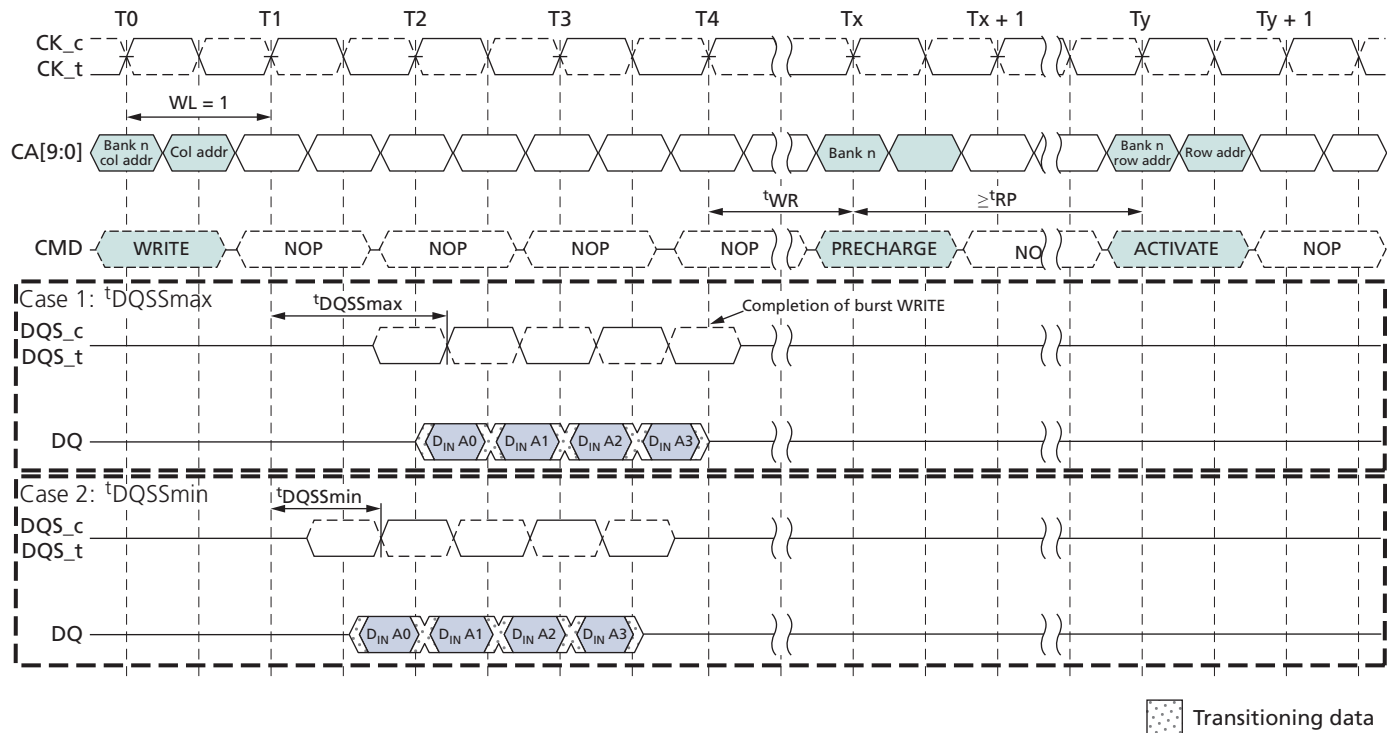 T0 T1 T2 T3 T4 Tx Tx + 1 Ty Ty + 1
CK_c
CK_t
WL = 1
CA[9:0]
Bank n
col addr
Col addr
Bank n
Bank n
row addr
Row addr
tWR
≥tRP
CMD WRITE NOP NOP NOP NOP PRECHARGE NO ACTIVATE NOP
Case 1: tDQSSmax
tDQSSmax
Completion of burst WRITE
DQS_c
DQS_t
DQ DIN A0 DIN A1 DIN A2 DIN A3
Case 2: tDQSSmin
tDQSSmin
DQS_c
DQS_t
DQ DIN A0 DIN A1 DIN A2 DIN A3
Transitioning data